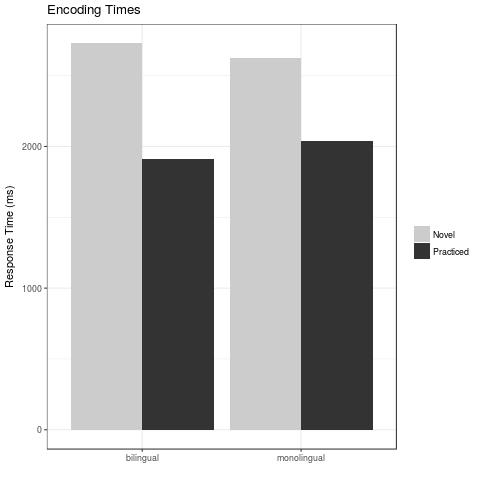 Encoding Times
Response Time (ms)
2000
1000
0
bilingual
monolingual
Novel
Practiced